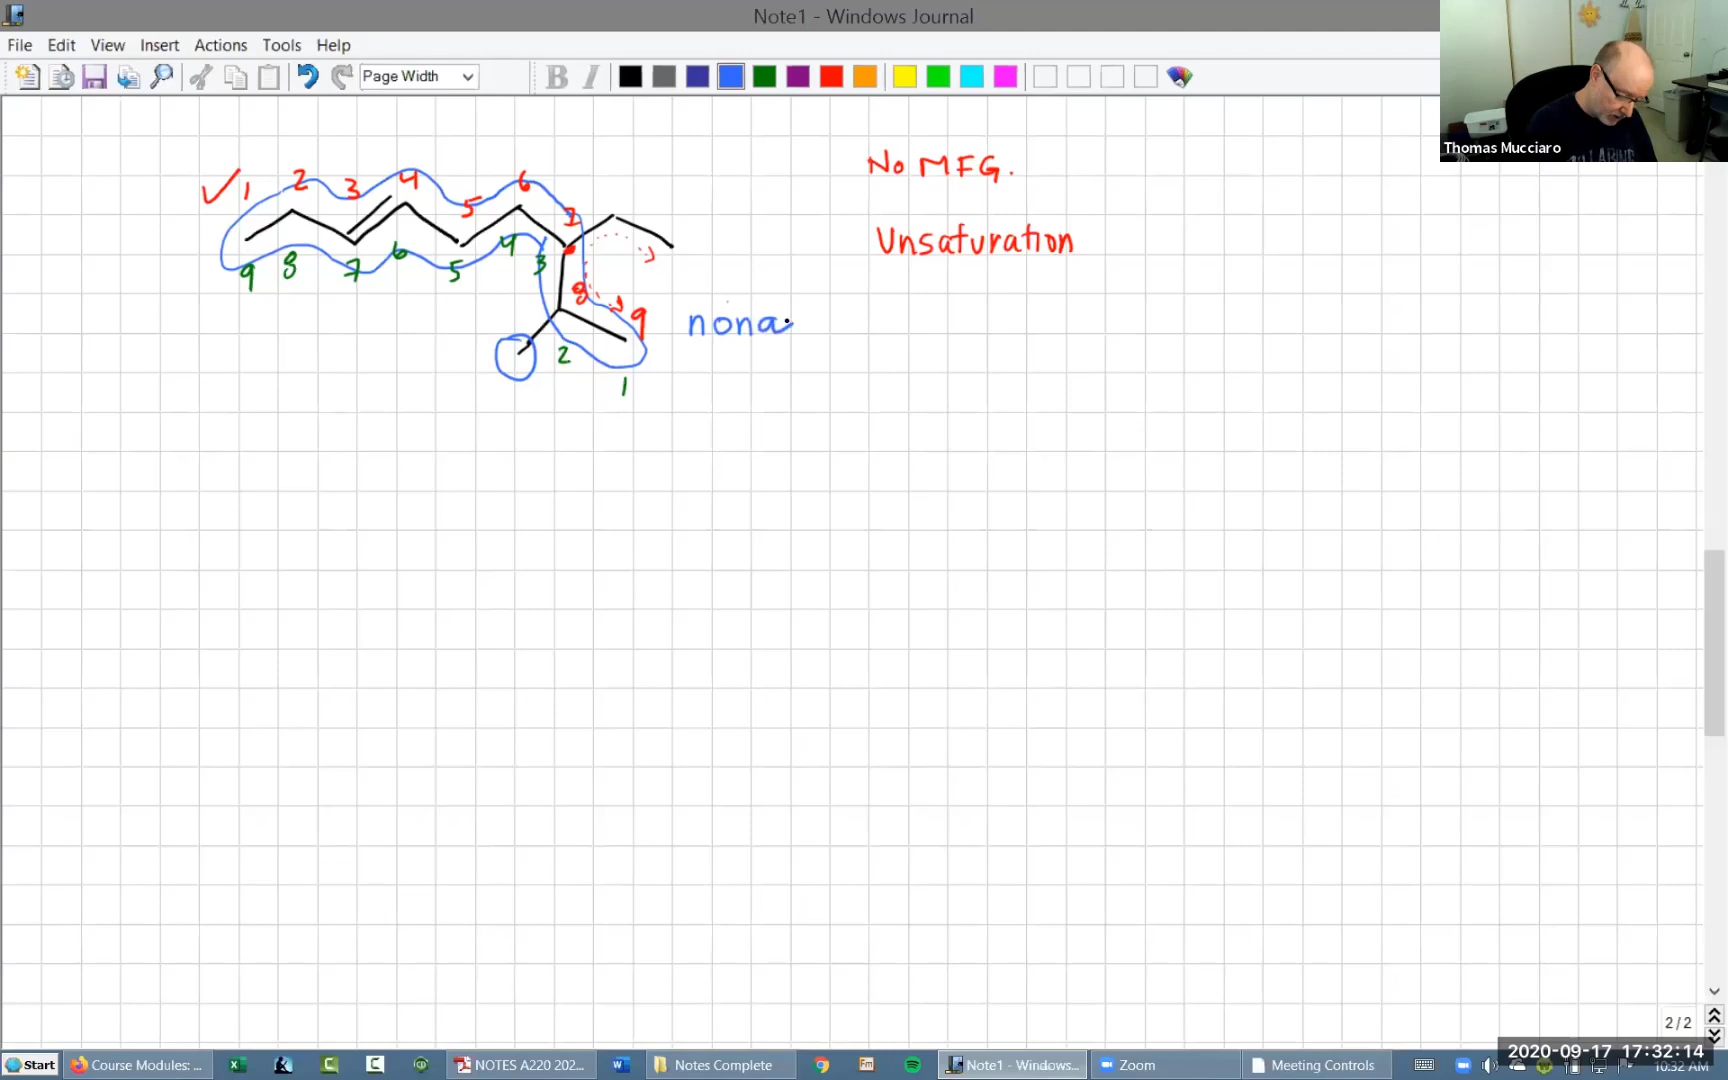 Note1 - Windows Journal
File Edit View Insert Actions Tools Help
Page Width
B I
Thomas Mucciaro
No MFG.
Unsaturation
✓ 1 2 3 4 5 6 7 8 9
9 8 7 6 5 4 3 2 1
nona
2 / 2
Start Course Modules: ... NOTES A220 202... Notes Complete Note1 - Windows... Zoom Meeting Controls
2020-09-17 17:32:14
10:32 AM